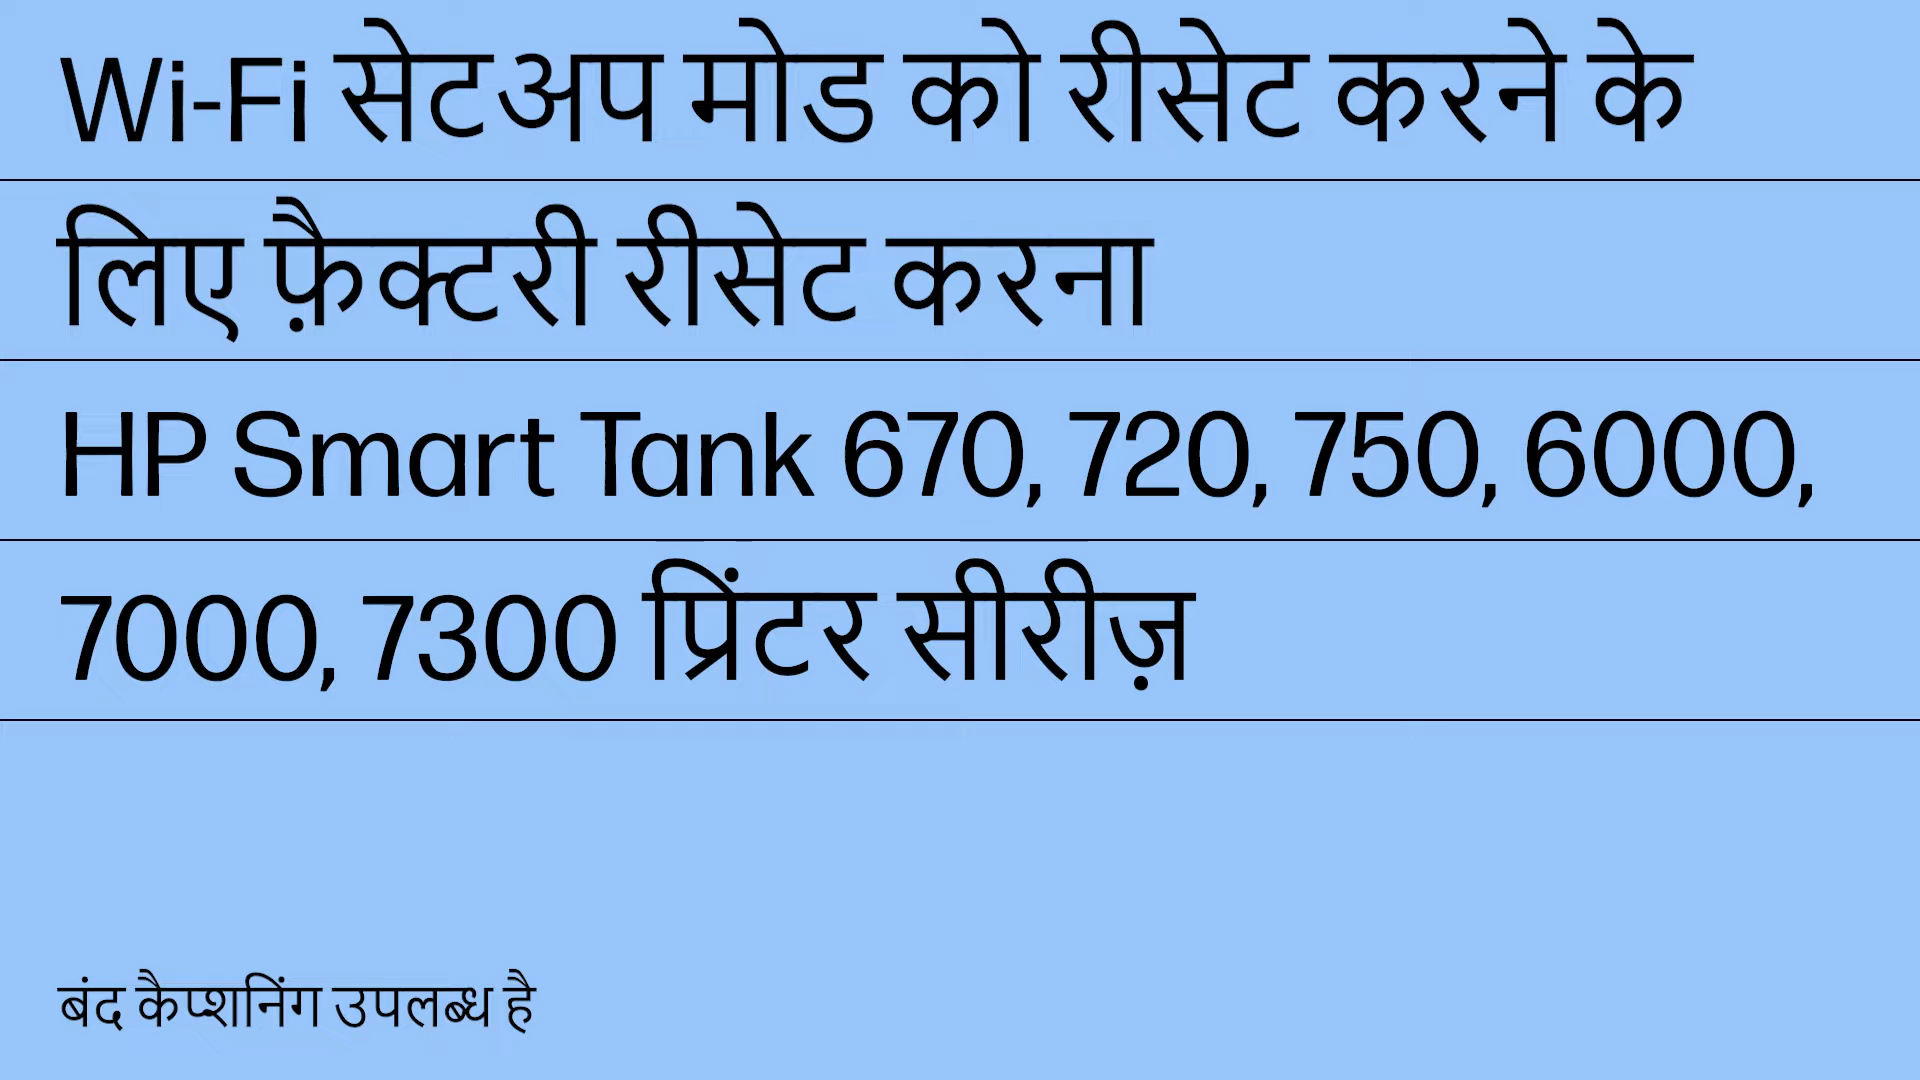 Wi-Fi सेटअप मोड को रीसेट करने के
लिए फ़ैक्टरी रीसेट करना
HP Smart Tank 670, 720, 750, 6000,
7000, 7300 प्रिंटर सीरीज़
बंद कैप्शनिंग उपलब्ध है